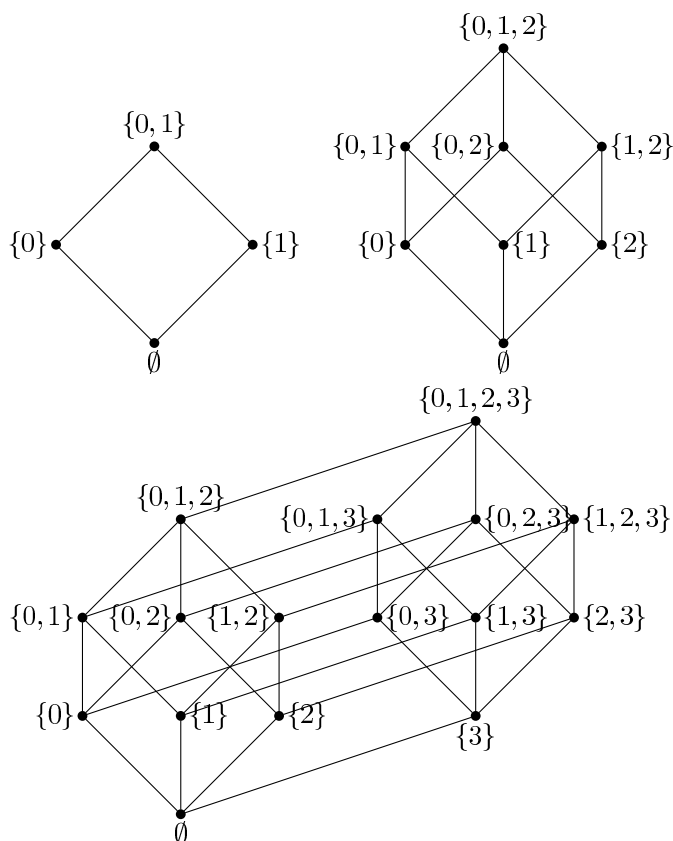 {0, 1, 2}
{0, 1}
{0, 1} {0, 2} {1, 2}
{0} {1}
{0} {1} {2}
∅
∅
{0, 1, 2, 3}
{0, 1, 2}
{0, 1, 3} {0, 2, 3} {1, 2, 3}
{0, 1} {0, 2} {1, 2} {0, 3} {1, 3} {2, 3}
{0} {1} {2}
{3}
∅